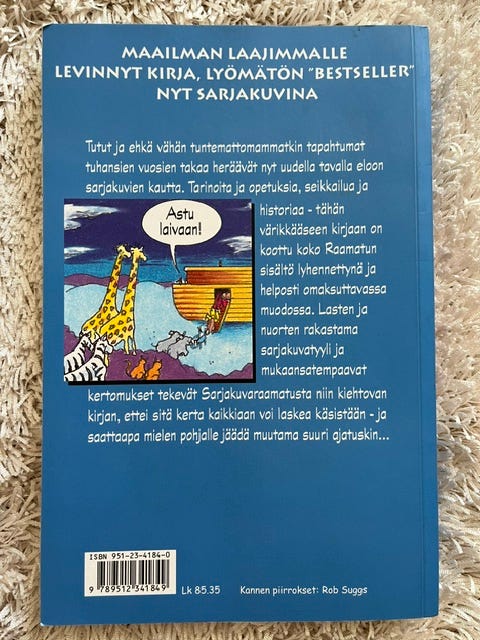 MAAILMAN LAAJIMMALLE
LEVINNYT KIRJA, LYÖMÄTÖN "BESTSELLER"
NYT SARJAKUVINA
Tutut ja ehkä vähän tuntemattomammatkin tapahtumat
tuhansien vuosien takaa heräävät nyt uudella tavalla eloon
sarjakuvien kautta. Tarinoita ja opetuksia, seikkailua ja
historiaa - tähän
värikkääseen kirjaan on
koottu koko Raamatun
sisältö lyhennettynä ja
helposti omaksuttavassa
muodossa. Lasten ja
nuorten rakastama
sarjakuvatyyli ja
mukaansatempaavat
kertomukset tekevät Sarjakuvaraamatusta niin kiehtovan
kirjan, ettei sitä kerta kaikkiaan voi laskea käsistään - ja
saattaapa mielen pohjalle jäädä muutama suuri ajatuskin...
Astu
laivaan!
ISBN 951-23-4184-0
9 789512 341849
Lk 85.35 Kannen piirrokset: Rob Suggs